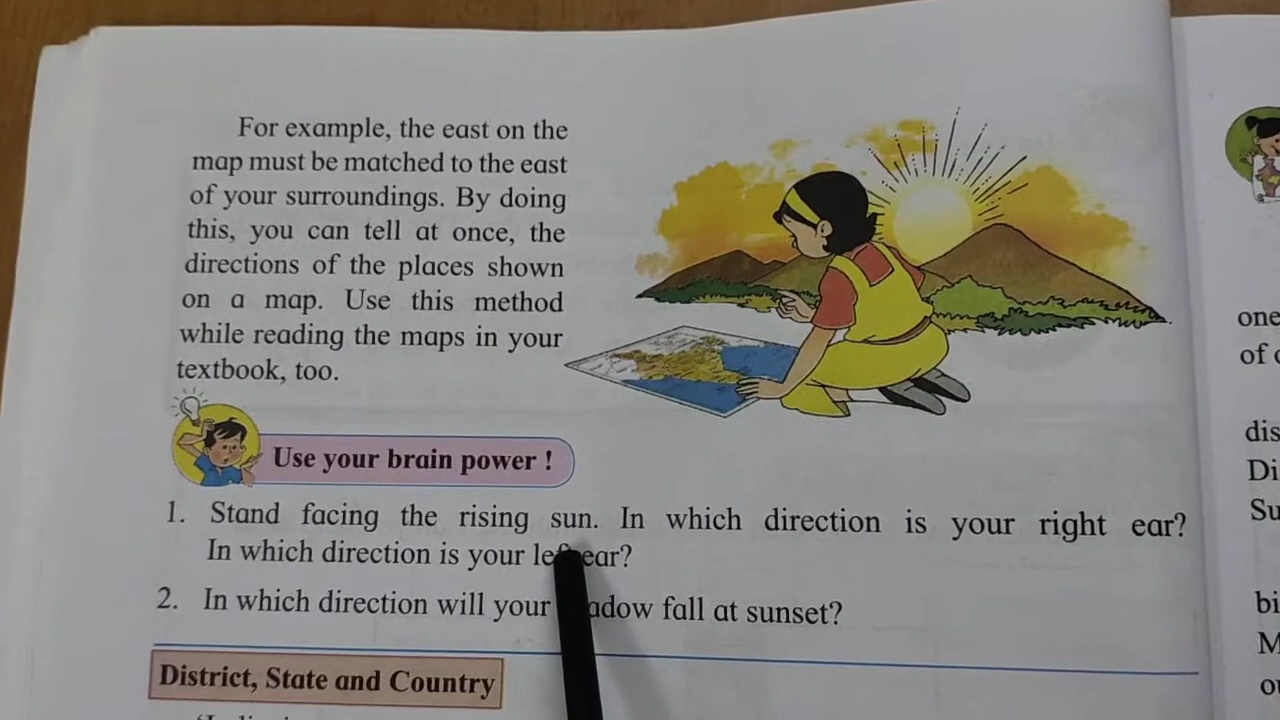 For example, the east on the
map must be matched to the east
of your surroundings. By doing
this, you can tell at once, the
directions of the places shown
on a map. Use this method
while reading the maps in your
textbook, too.
Use your brain power !
1. Stand facing the rising sun. In which direction is your right ear?
In which direction is your ear?
2. In which direction will your fall at sunset?
District, State and Country
one
of
dis
Di
Su
bi
M